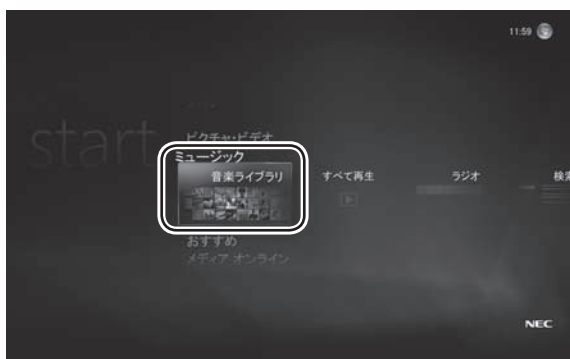 11:59
start
ピクチャ・ビデオ
ミュージック
音楽ライブラリ
すべて再生
ラジオ
検索
おすすめ
メディア オンライン
NEC